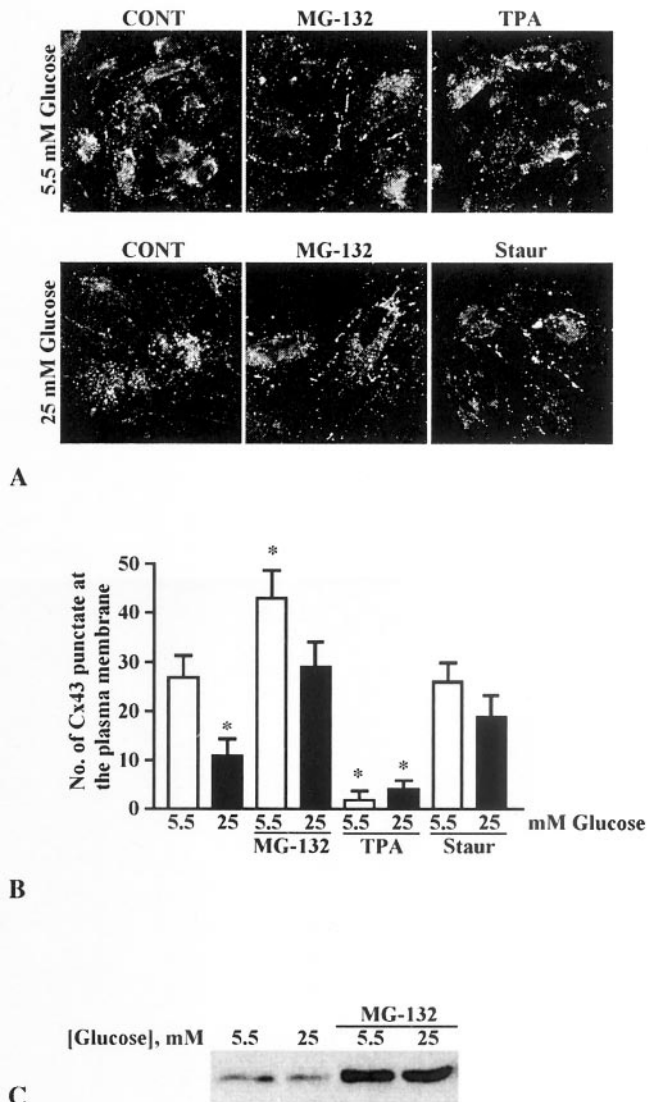 CONT MG-132 TPA
5.5 mM Glucose
CONT MG-132 Staur
25 mM Glucose
A
No. of Cx43 punctate at
the plasma membrane
50
40
30
20
10
0
* * * *
5.5 25 5.5 25 5.5 25 5.5 25 mM Glucose
MG-132 TPA Staur
B
MG-132
[Glucose], mM 5.5 25 5.5 25
C